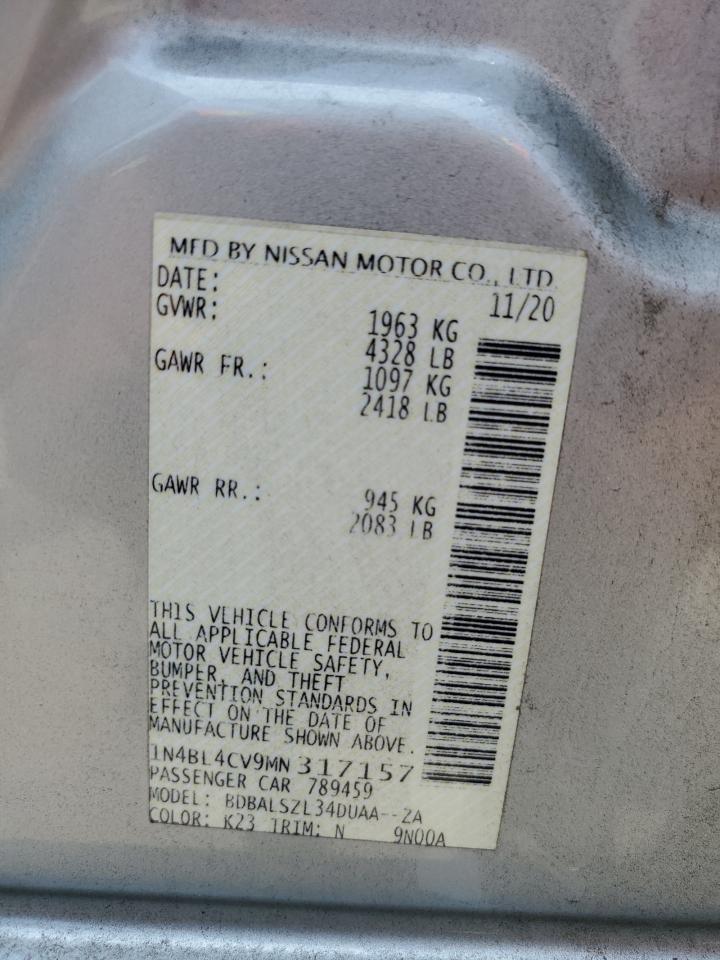 MFD BY NISSAN MOTOR CO., LTD.
DATE: 11/20
GVWR: 1963 KG
4328 LB
GAWR FR.: 1097 KG
2418 LB
GAWR RR.: 945 KG
2083 LB
THIS VEHICLE CONFORMS TO
ALL APPLICABLE FEDERAL
MOTOR VEHICLE SAFETY,
BUMPER, AND THEFT
PREVENTION STANDARDS IN
EFFECT ON THE DATE OF
MANUFACTURE SHOWN ABOVE.
1N4BL4CV9MN317157
PASSENGER CAR 789459
MODEL: BDBALSZL34DUAA--ZA
COLOR: K23 TRIM: N 9N00A